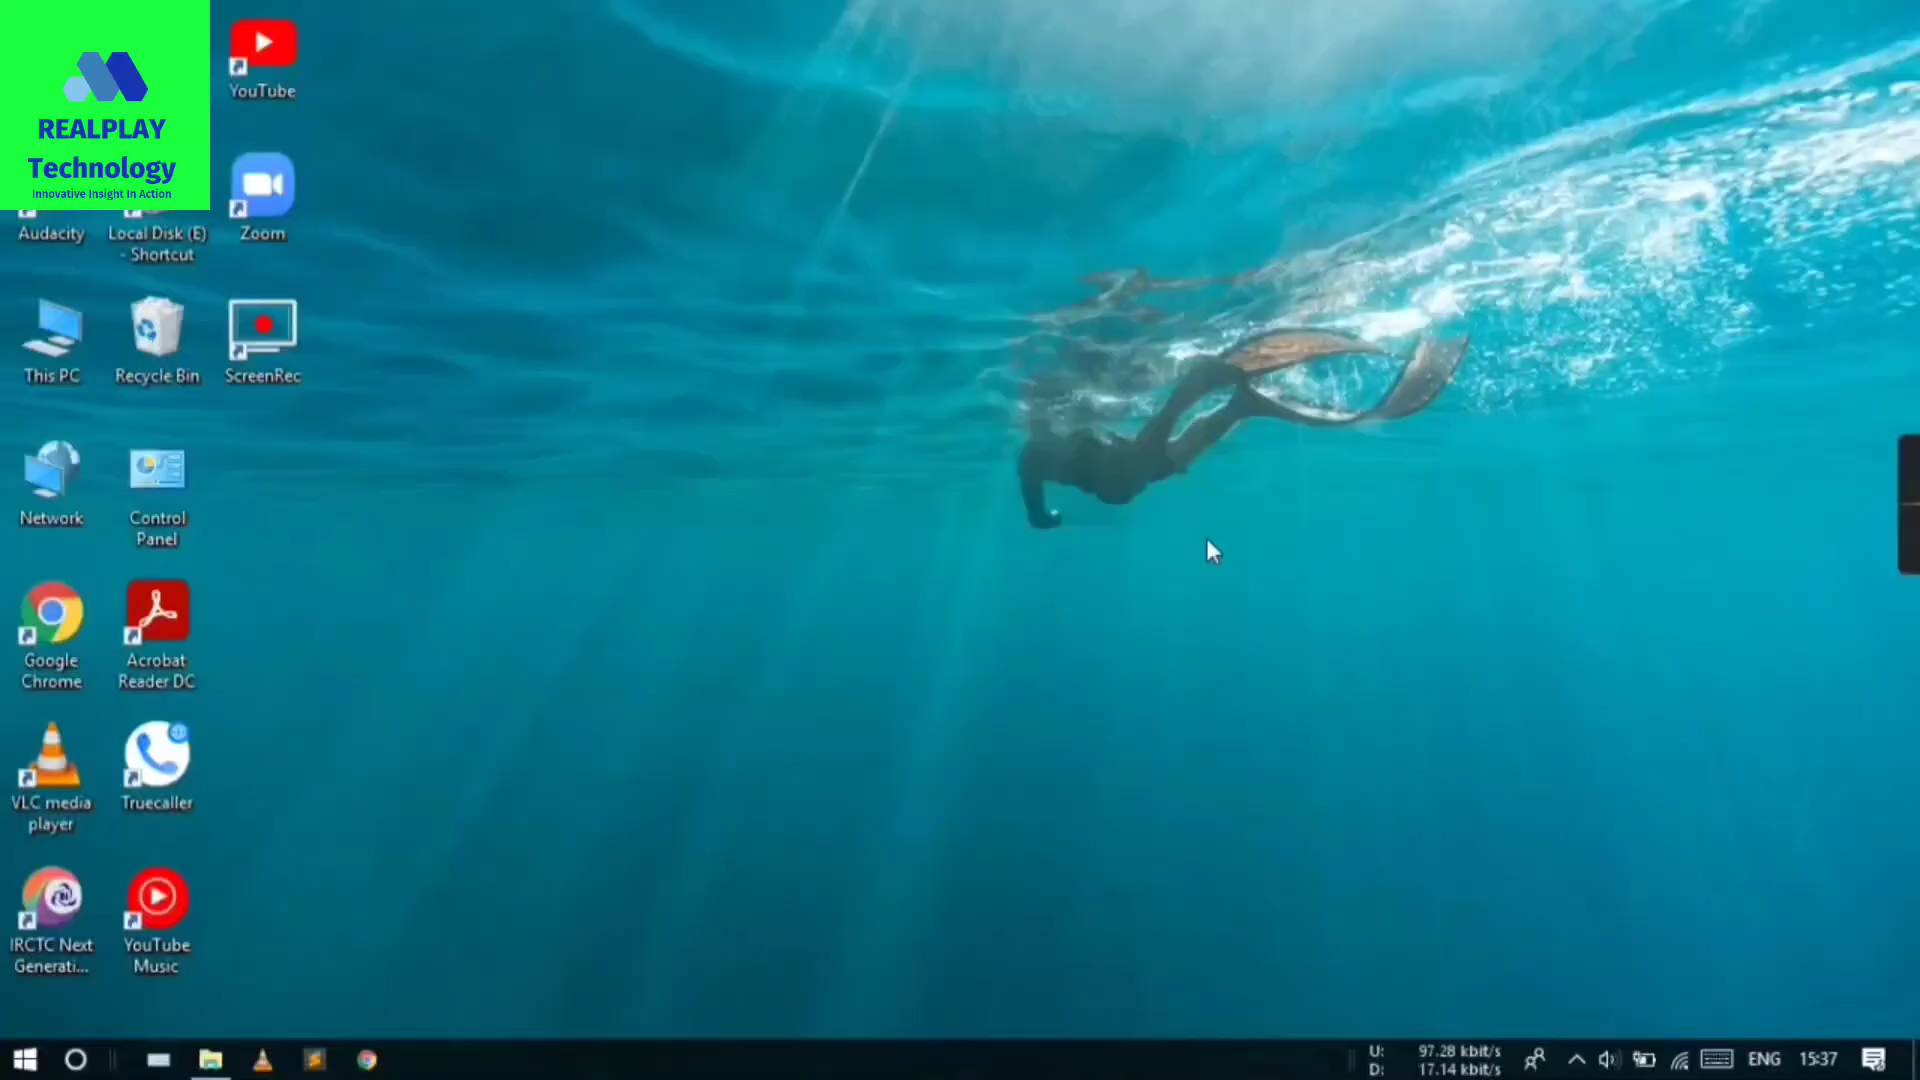 REALPLAY
Technology
Innovative Insight In Action
YouTube
Audacity
Local Disk (E)
- Shortcut
Zoom
This PC
Recycle Bin
ScreenRec
Network
Control
Panel
Google
Chrome
Acrobat
Reader DC
VLC media
player
Truecaller
IRCTC Next
Generati...
YouTube
Music
U: 97.28 kbit/s
D: 17.14 kbit/s
ENG
15:37